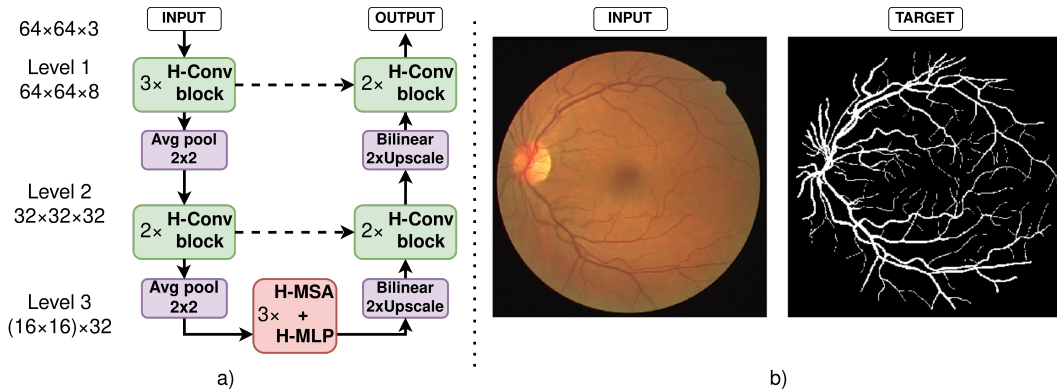 64×64×3
INPUT
OUTPUT
Level 1
64×64×8
3× H-Conv
block
2× H-Conv
block
Avg pool
2x2
Bilinear
2xUpscale
Level 2
32×32×32
2× H-Conv
block
2× H-Conv
block
Level 3
(16×16)×32
Avg pool
2x2
H-MSA
3× +
H-MLP
Bilinear
2xUpscale
a)
INPUT
TARGET
b)